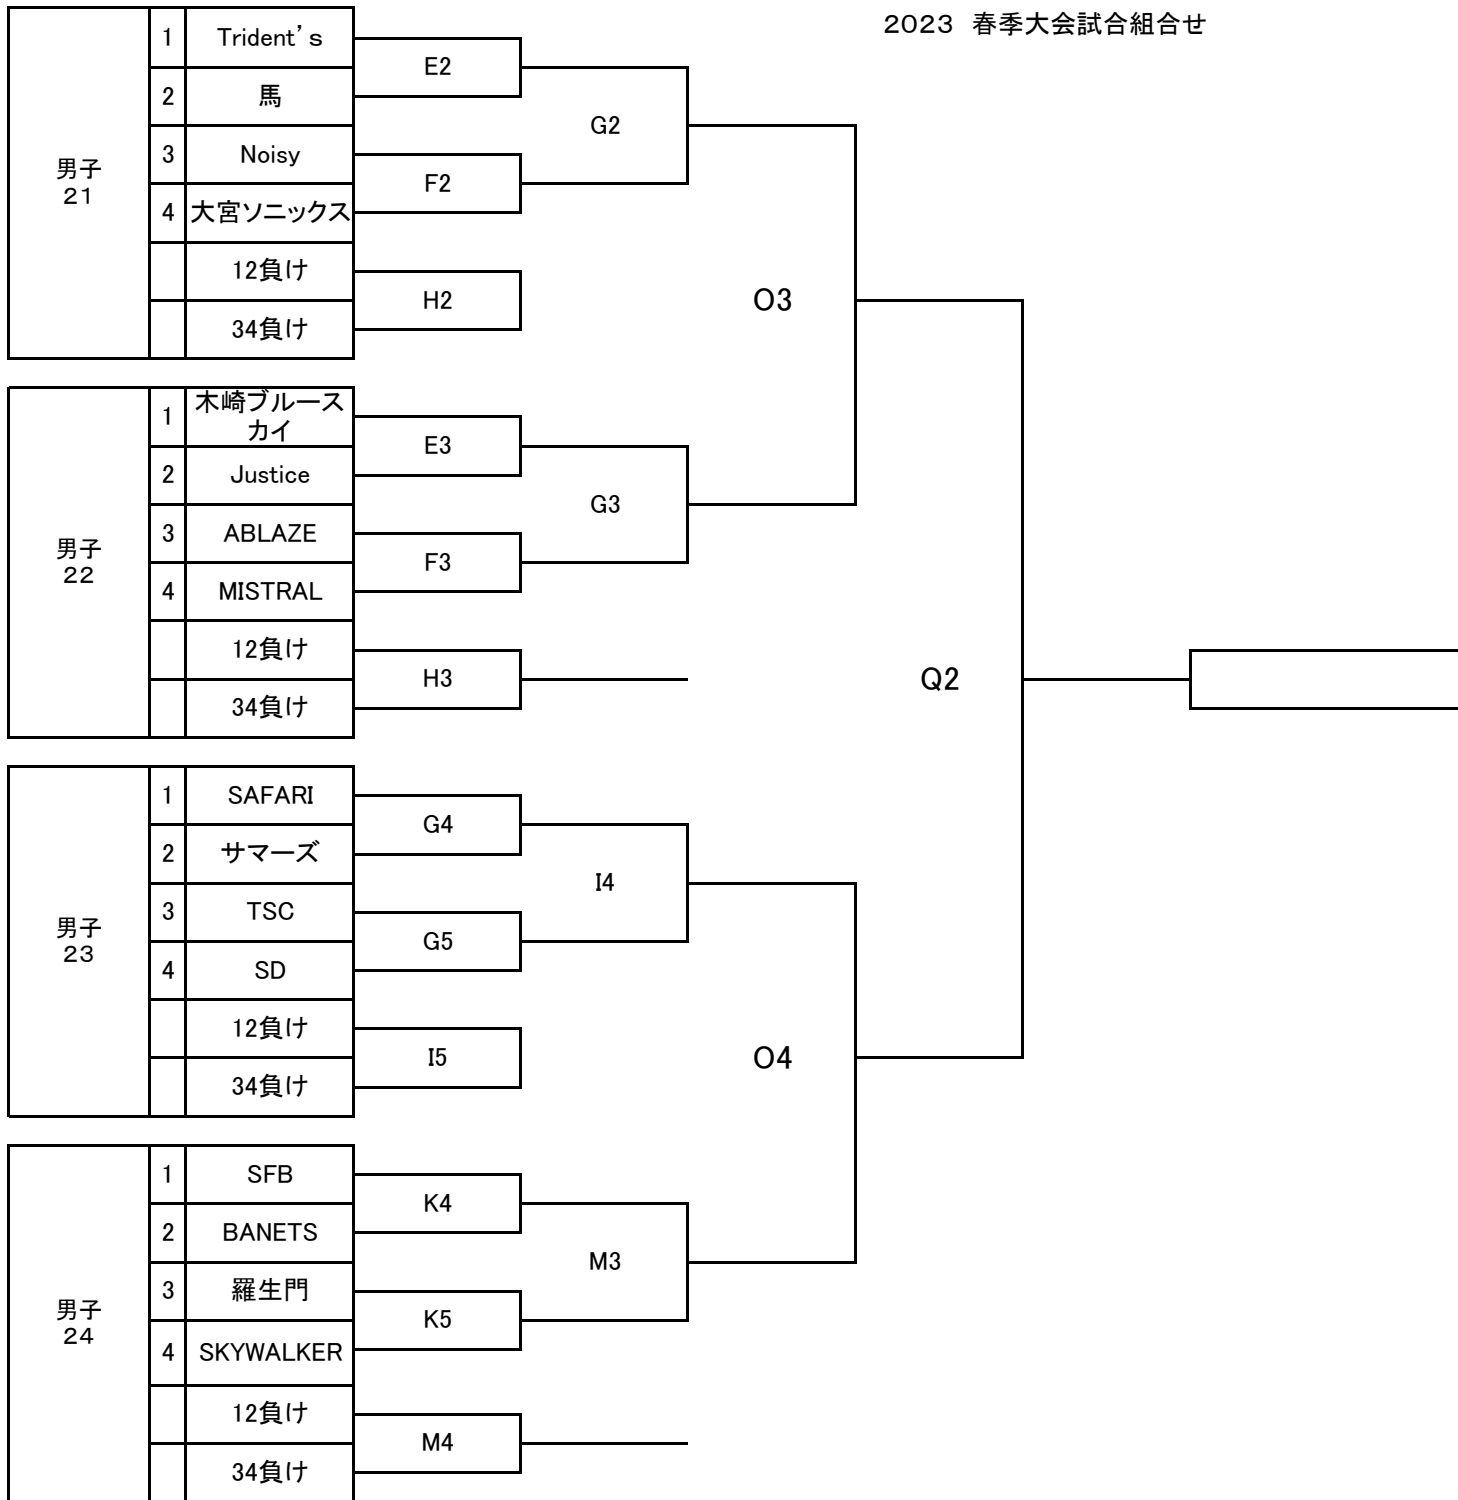 2023 春季大会試合組合せ
男子
21
1 Trident's
2 馬
3 Noisy
4 大宮ソニックス
12負け
34負け
E2
F2
H2
G2
O3
男子
22
1 木崎ブルース
カイ
2 Justice
3 ABLAZE
4 MISTRAL
12負け
34負け
E3
F3
H3
G3
Q2
男子
23
1 SAFARI
2 サマーズ
3 TSC
4 SD
12負け
34負け
G4
G5
I5
I4
O4
男子
24
1 SFB
2 BANETS
3 羅生門
4 SKYWALKER
12負け
34負け
K4
K5
M4
M3